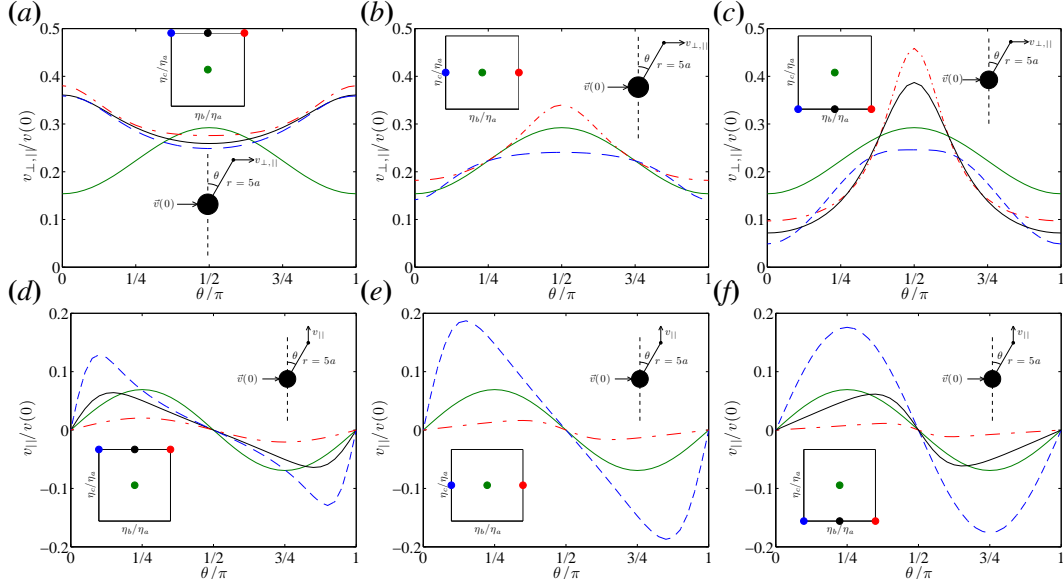 (a)
0.5
0.4
0.3
0.2
0.1
0
v⊥,||/v(0)
ηc/ηa
ηb/ηa
θ
v⊥,||
r = 5a
v⃗(0)
0 1/4 1/2 3/4 1
θ/π
(b)
0.5
0.4
0.3
0.2
0.1
0
v⊥,||/v(0)
ηc/ηa
ηb/ηa
θ
v⊥,||
r = 5a
v⃗(0)
0 1/4 1/2 3/4 1
θ/π
(c)
0.5
0.4
0.3
0.2
0.1
0
v⊥,||/v(0)
ηc/ηa
ηb/ηa
θ
v⊥,||
r = 5a
v⃗(0)
0 1/4 1/2 3/4 1
θ/π
(d)
0.2
0.1
0
−0.1
−0.2
v||/v(0)
v||
θ
r = 5a
v⃗(0)
ηc/ηa
ηb/ηa
0 1/4 1/2 3/4 1
θ/π
(e)
0.2
0.1
0
−0.1
−0.2
v||/v(0)
v||
θ
r = 5a
v⃗(0)
ηc/ηa
ηb/ηa
0 1/4 1/2 3/4 1
θ/π
(f)
0.2
0.1
0
−0.1
−0.2
v||/v(0)
v||
θ
r = 5a
v⃗(0)
ηc/ηa
ηb/ηa
0 1/4 1/2 3/4 1
θ/π